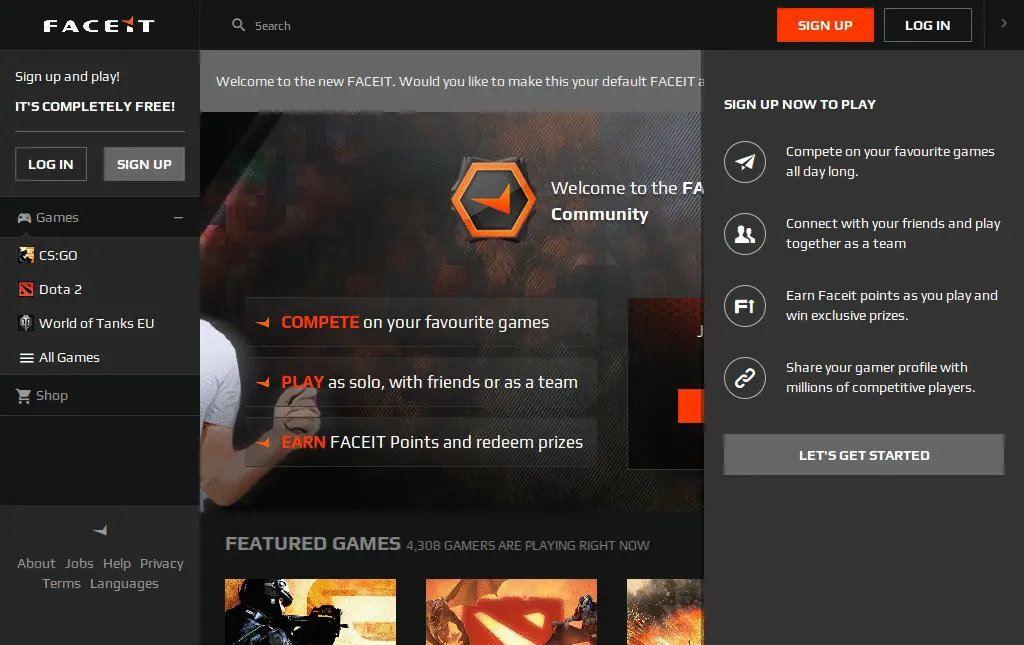 FACEIT
Search
SIGN UP
LOG IN
Sign up and play!
IT'S COMPLETELY FREE!
LOG IN
SIGN UP
Games
CS:GO
Dota 2
World of Tanks EU
All Games
Shop
About Jobs Help Privacy
Terms Languages
Welcome to the new FACEIT. Would you like to make this your default FACEIT a
Welcome to the FA
Community
COMPETE on your favourite games
PLAY as solo, with friends or as a team
EARN FACEIT Points and redeem prizes
J
FEATURED GAMES 4,308 GAMERS ARE PLAYING RIGHT NOW
SIGN UP NOW TO PLAY
Compete on your favourite games
all day long.
Connect with your friends and play
together as a team
Earn Faceit points as you play and
win exclusive prizes.
Share your gamer profile with
millions of competitive players.
LET'S GET STARTED